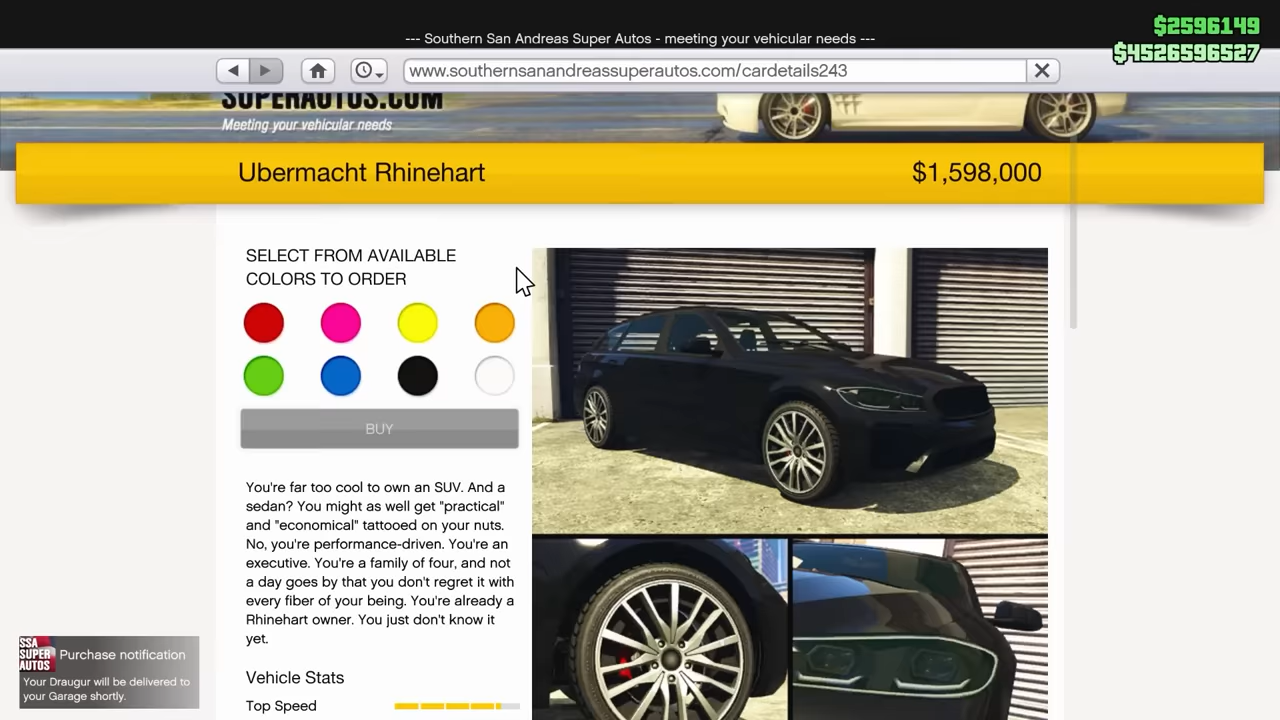 $2596149
--- Southern San Andreas Super Autos - meeting your vehicular needs ---
$4526596527
www.southernsanandreassuperautos.com/cardetails243
SUPERAUTOS.COM
Meeting your vehicular needs
Ubermacht Rhinehart
$1,598,000
SELECT FROM AVAILABLE
COLORS TO ORDER
BUY
You're far too cool to own an SUV. And a
sedan? You might as well get "practical"
and "economical" tattooed on your nuts.
No, you're performance-driven. You're an
executive. You're a family of four, and not
a day goes by that you don't regret it with
every fiber of your being. You're already a
Rhinehart owner. You just don't know it
yet.
Vehicle Stats
Top Speed
SSA
SUPER
AUTOS
Purchase notification
Your Draugur will be delivered to
your Garage shortly.